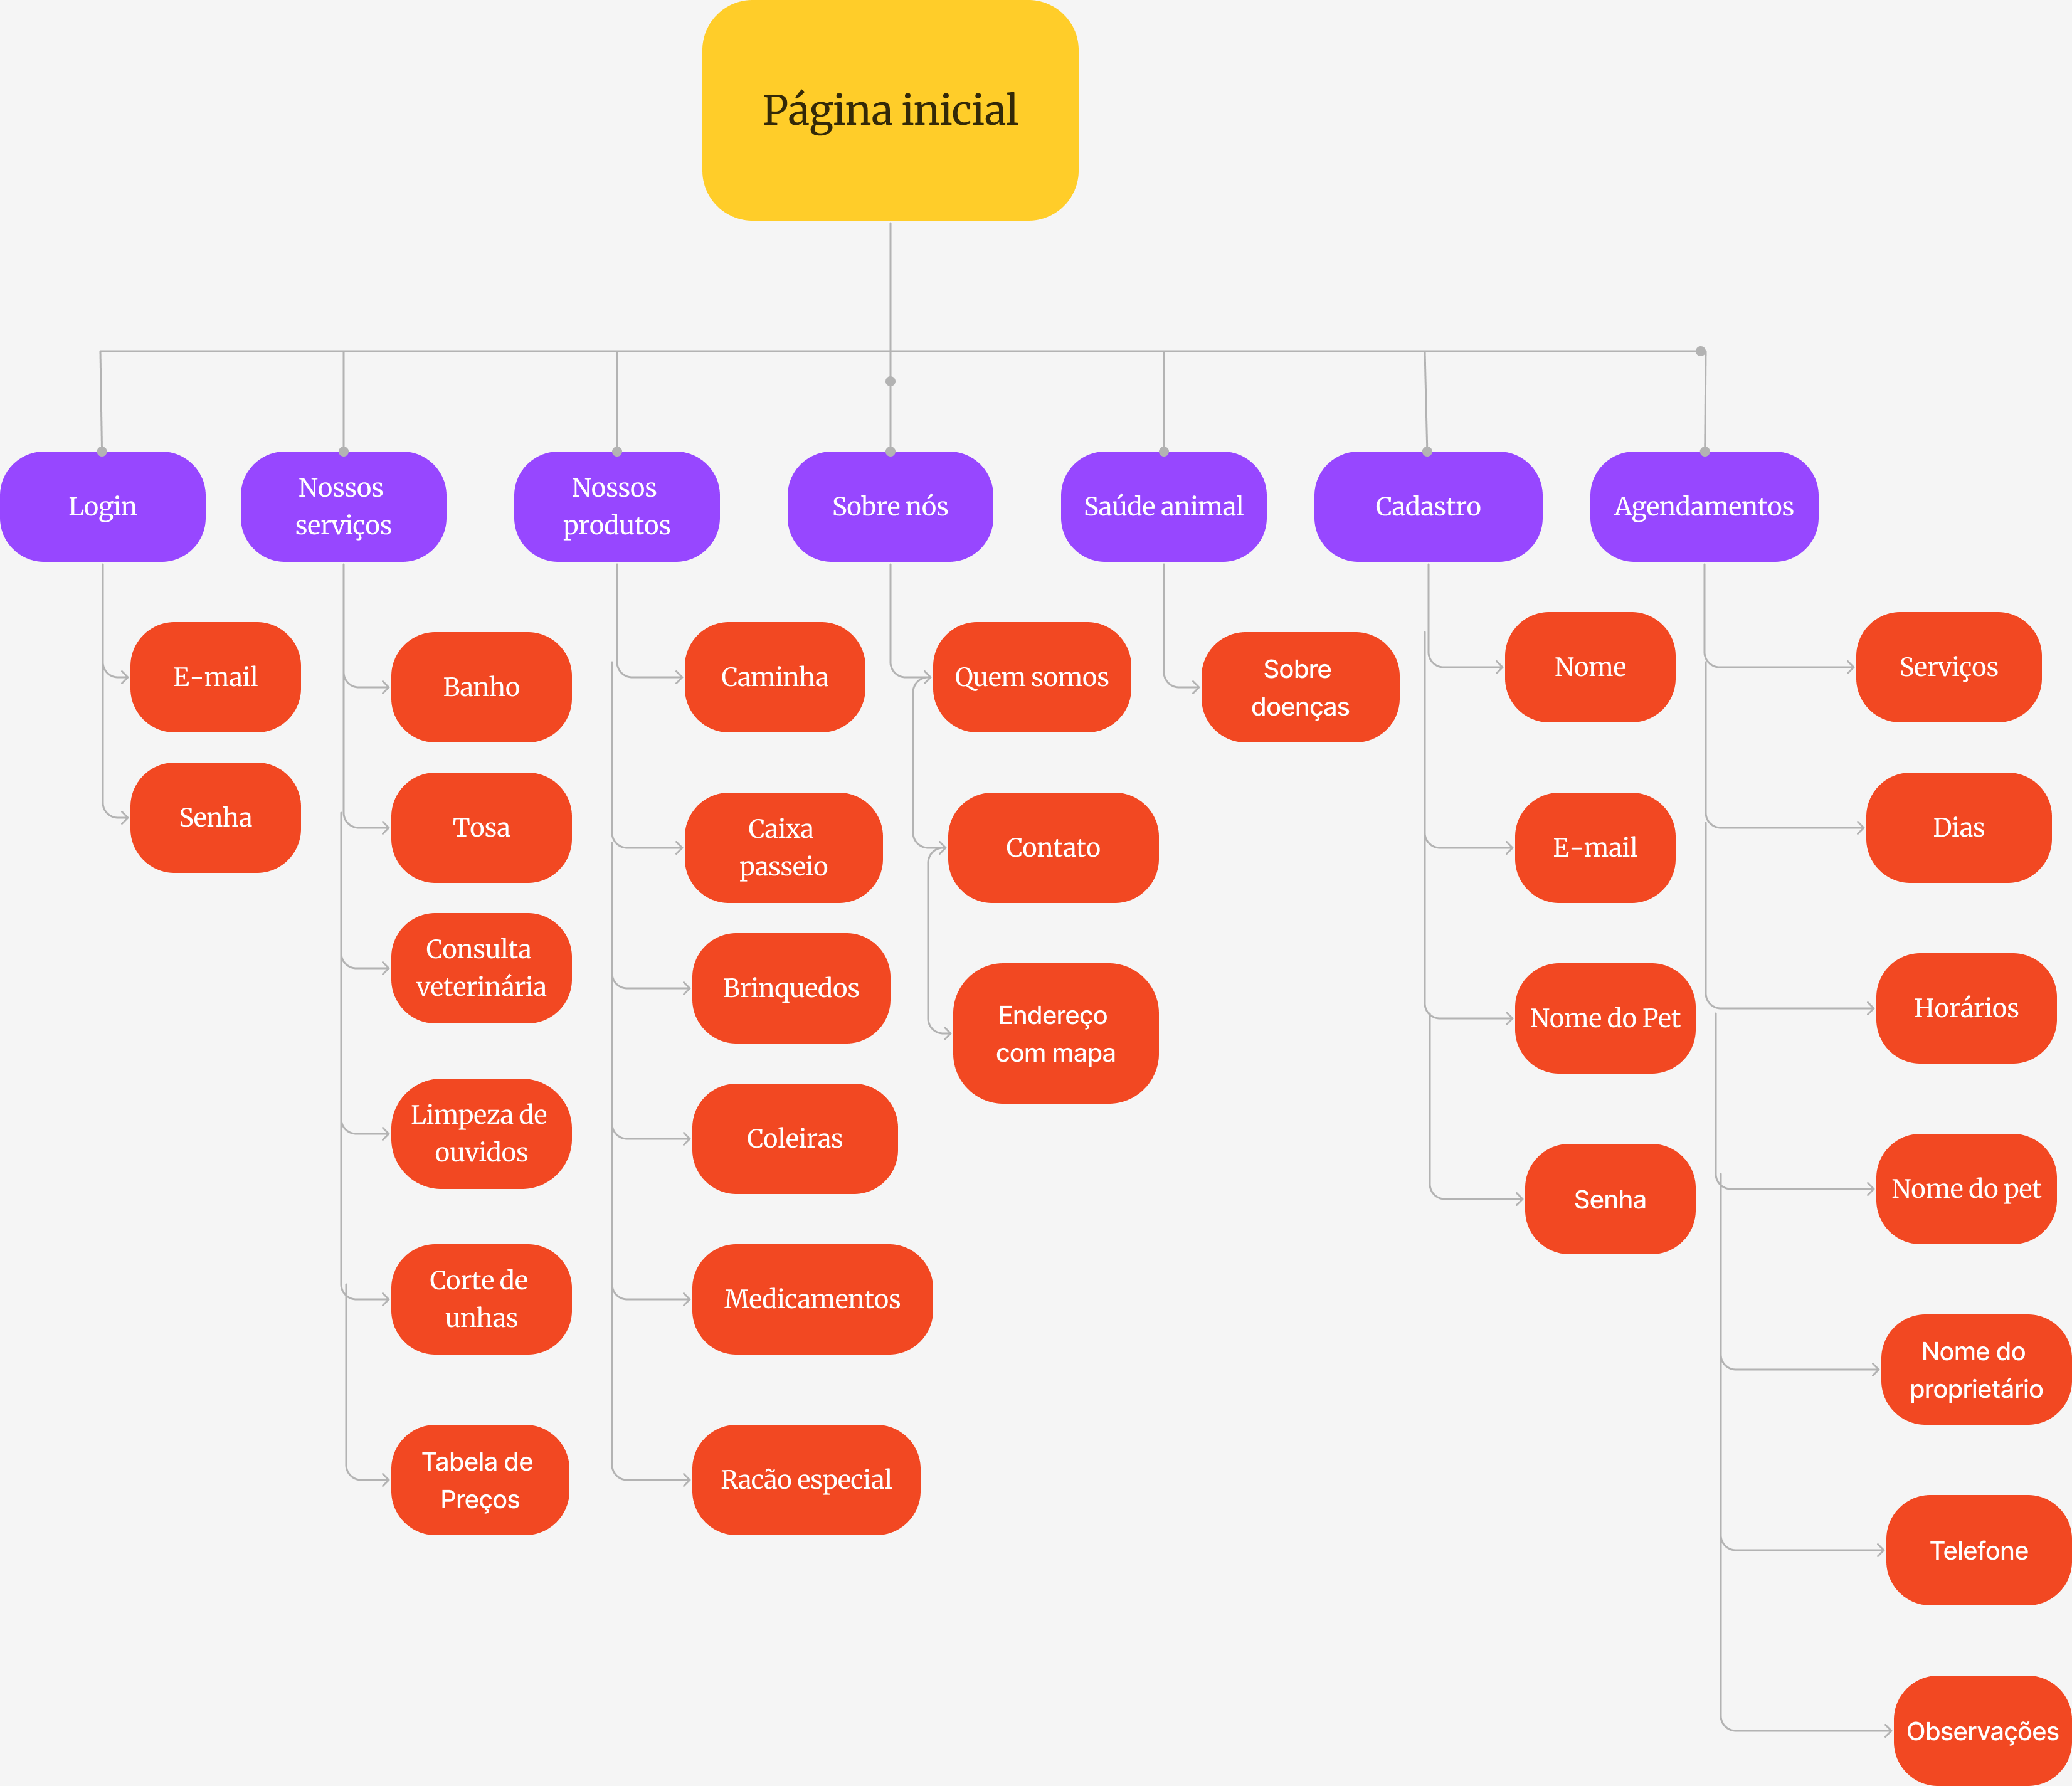 Página inicial
Login
Nossos
serviços
Nossos
produtos
Sobre nós
Saúde animal
Cadastro
Agendamentos
E-mail
Senha
Banho
Tosa
Consulta
veterinária
Limpeza de
ouvidos
Corte de
unhas
Tabela de
Preços
Caminha
Caixa
passeio
Brinquedos
Coleiras
Medicamentos
Racão especial
Quem somos
Contato
Endereço
com mapa
Sobre
doenças
Nome
E-mail
Nome do Pet
Senha
Serviços
Dias
Horários
Nome do pet
Nome do
proprietário
Telefone
Observações